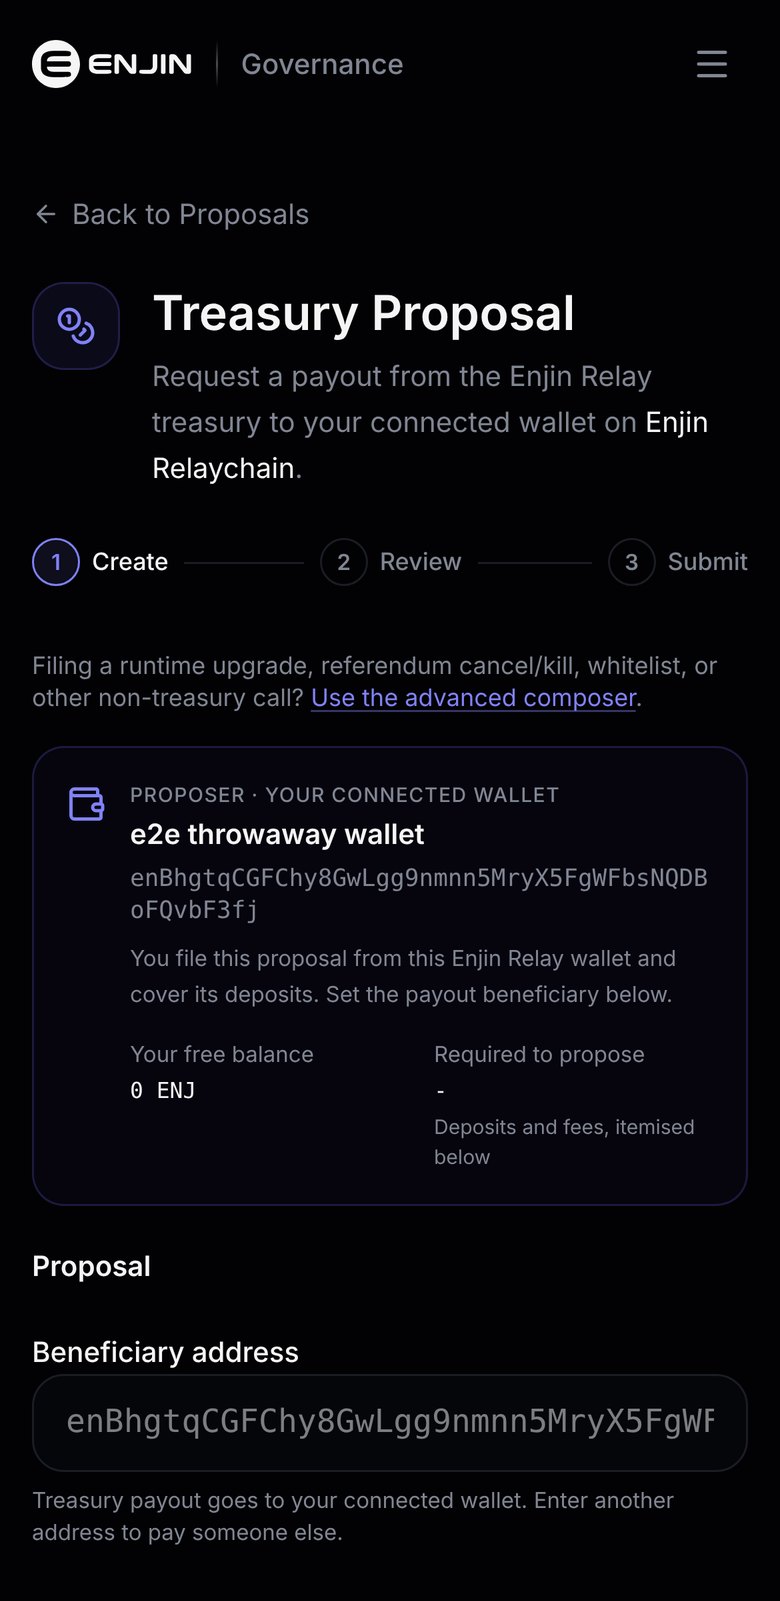 ENJIN
Governance
Back to Proposals
Treasury Proposal
Request a payout from the Enjin Relay
treasury to your connected wallet on Enjin
Relaychain.
1 Create
2 Review
3 Submit
Filing a runtime upgrade, referendum cancel/kill, whitelist, or
other non-treasury call? Use the advanced composer.
PROPOSER · YOUR CONNECTED WALLET
e2e throwaway wallet
enBhgtqCGFChy8GwLgg9nmnn5MryX5FgWFbsNQDB
oFQvbF3fj
You file this proposal from this Enjin Relay wallet and
cover its deposits. Set the payout beneficiary below.
Your free balance
0 ENJ
Required to propose
-
Deposits and fees, itemised
below
Proposal
Beneficiary address
enBhgtqCGFChy8GwLgg9nmnn5MryX5FgWF
Treasury payout goes to your connected wallet. Enter another
address to pay someone else.